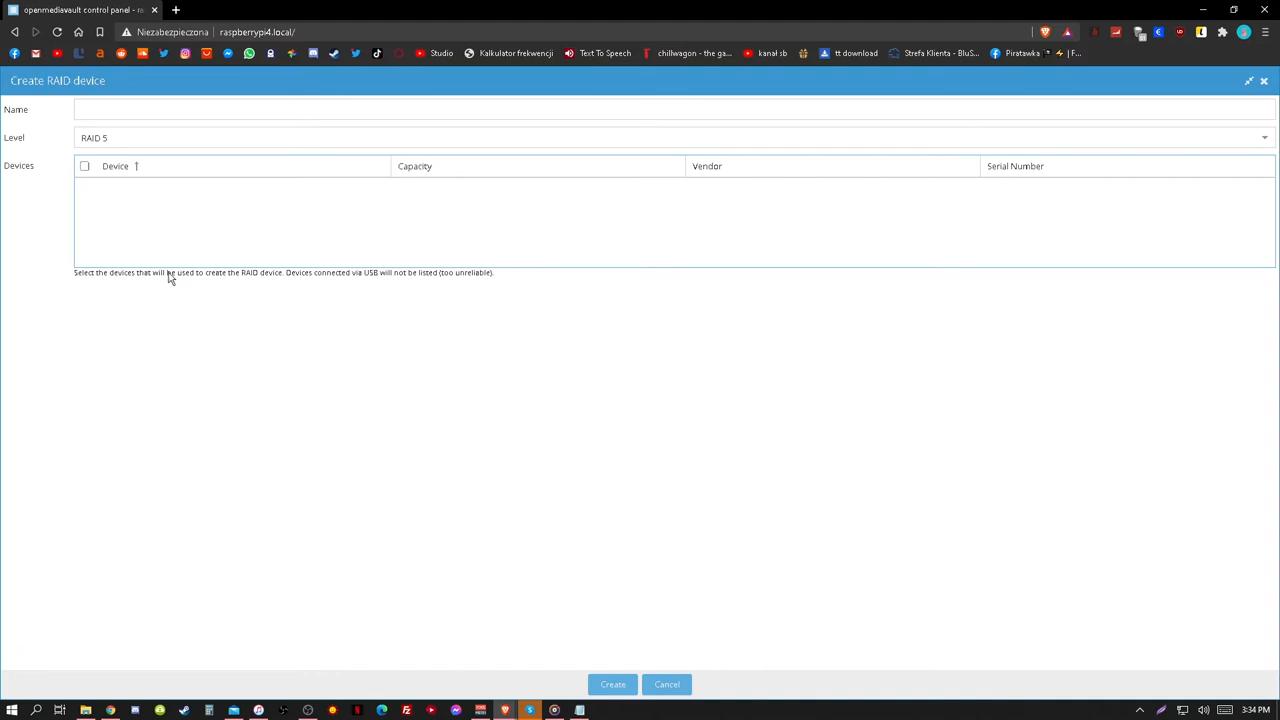 openmediavault control panel - ra
Niezabezpieczona
raspberrypi4.local/
Studio
Kalkulator frekwencji
Text To Speech
chillwagon - the ga...
kanał sb
tt download
Strefa Klienta - BluS...
Piratawka
| F...
Create RAID device
Name
Level
RAID 5
Devices
Device
Capacity
Vendor
Serial Number
Select the devices that will be used to create the RAID device. Devices connected via USB will not be listed (too unreliable).
Create
Cancel
3:34 PM